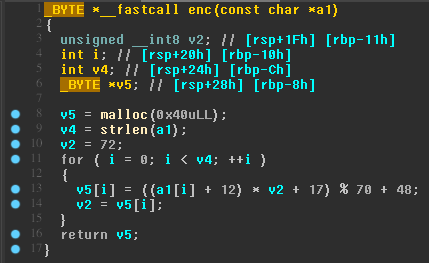 1 _BYTE *__fastcall enc(const char *a1)
2 {
3 unsigned __int8 v2; // [rsp+1Fh] [rbp-11h]
4 int i; // [rsp+20h] [rbp-10h]
5 int v4; // [rsp+24h] [rbp-Ch]
6 _BYTE *v5; // [rsp+28h] [rbp-8h]
7
8 v5 = malloc(0x40uLL);
9 v4 = strlen(a1);
10 v2 = 72;
11 for ( i = 0; i < v4; ++i )
12 {
13 v5[i] = ((a1[i] + 12) * v2 + 17) % 70 + 48;
14 v2 = v5[i];
15 }
16 return v5;
17 }